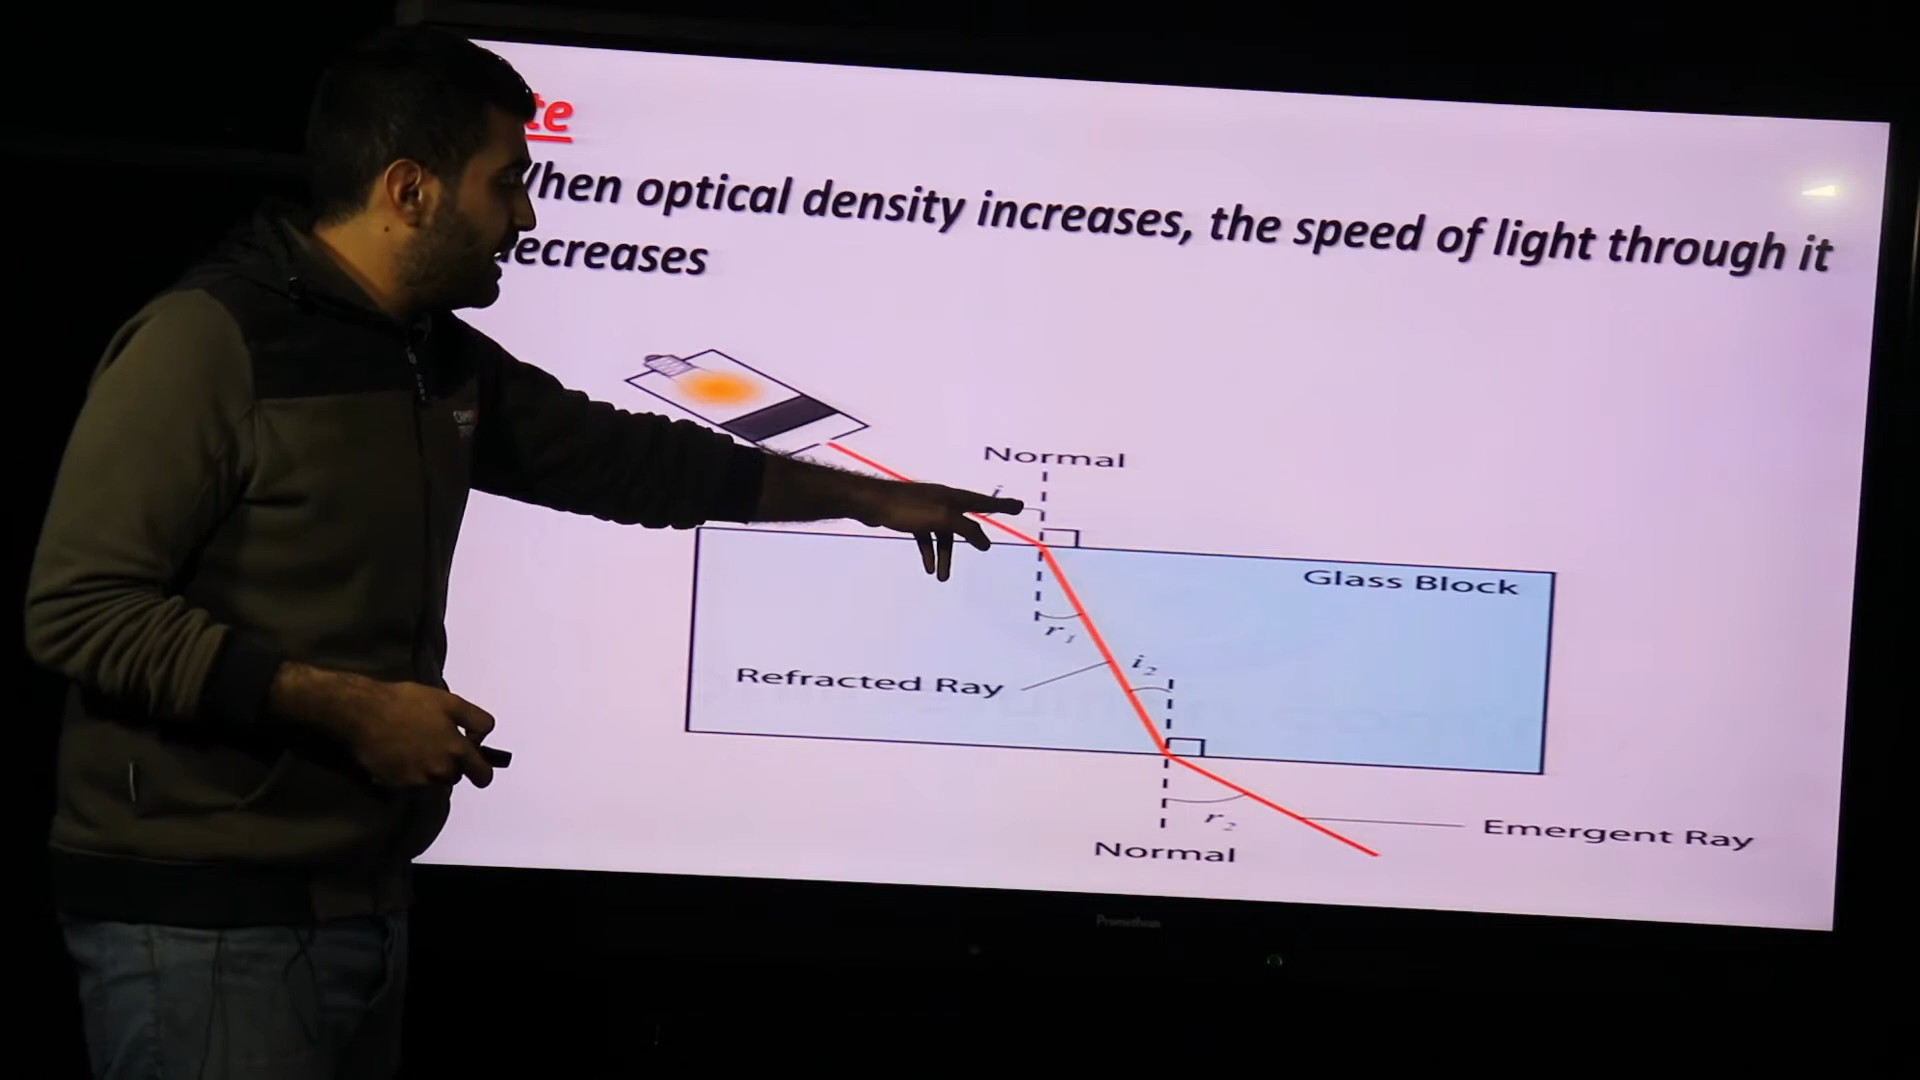 te
When optical density increases, the speed of light through it
decreases
Normal
i
Glass Block
r₁
i₂
Refracted Ray
r₂
Emergent Ray
Normal
Promethean